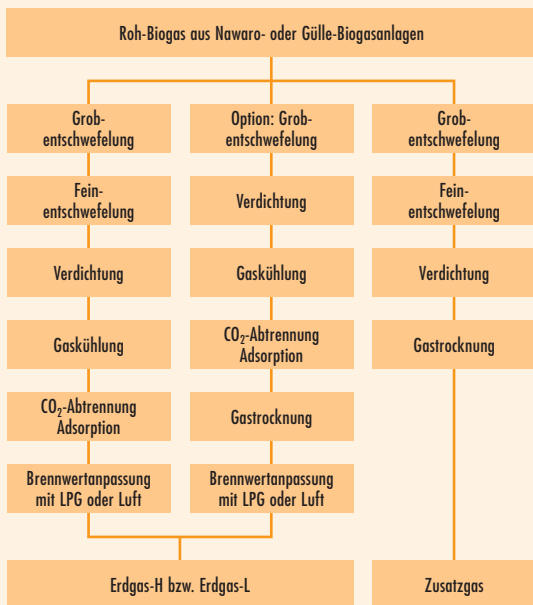 Roh-Biogas aus Nawaro- oder Gülle-Biogasanlagen
Grob-
entschwefelung
Fein-
entschwefelung
Verdichtung
Gaskühlung
CO₂-Abtrennung
Adsorption
Brennwertanpassung
mit LPG oder Luft
Option: Grob-
entschwefelung
Verdichtung
Gaskühlung
CO₂-Abtrennung
Adsorption
Gastrocknung
Brennwertanpassung
mit LPG oder Luft
Erdgas-H bzw. Erdgas-L
Grob-
entschwefelung
Fein-
entschwefelung
Verdichtung
Gastrocknung
Zusatzgas